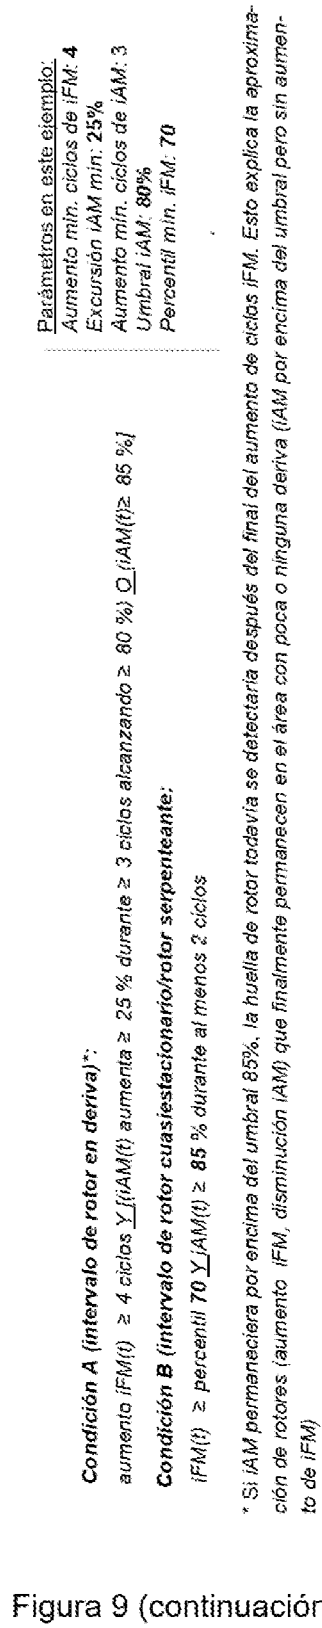 Parámetros en este ejemplo:
Aumento mín. ciclos de iFM: 4
Excursión iAM mín: 25%
Aumento mín. ciclos de iAM: 3
Umbral iAM: 80%
Percentil mín. iFM: 70
Condición A (intervalo de rotor en deriva)*:
aumento iFM(t) ≥ 4 ciclos Y [(iAM(t) aumenta ≥ 25 % durante ≥ 3 ciclos alcanzando ≥ 80 %) O (iAM(t)≥ 85 %]
Condición B (intervalo de rotor cuasiestacionario/rotor serpenteante:
iFM(t) ≥ percentil 70 Y iAM(t) ≥ 85 % durante al menos 2 ciclos
* Si iAM permaneciera por encima del umbral 85%, la huella de rotor todavía se detectaría después del final del aumento de ciclos iFM. Esto explica la aproxima-
ción de rotores (aumento iFM, disminución iAM) que finalmente permanecen en el área con poca o ninguna deriva (iAM por encima del umbral pero sin aumen-
to de iFM)
Figura 9 (continuación